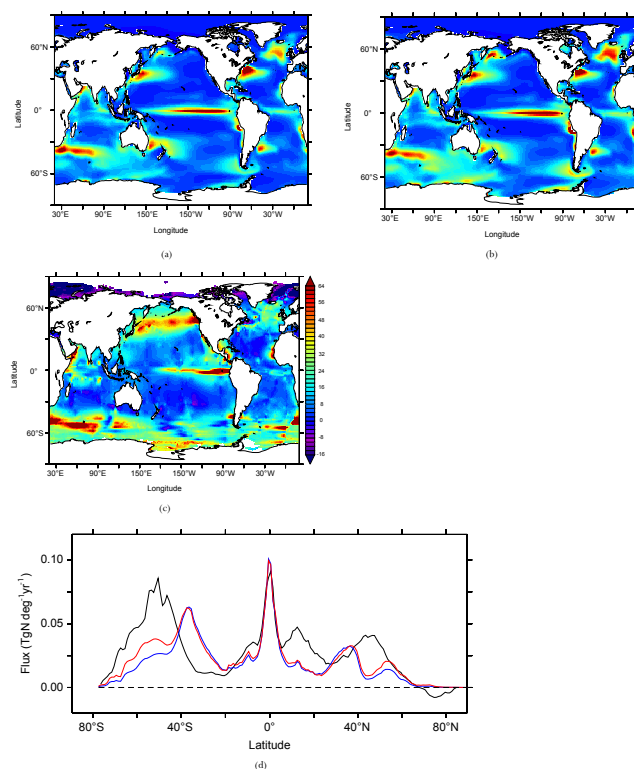 60°N
0°
60°S
Latitude
30°E 90°E 150°E 150°W 90°W 30°W
Longitude
(a)
60°N
0°
60°S
Latitude
30°E 90°E 150°E 150°W 90°W 30°W
Longitude
(b)
60°N
0°
60°S
Latitude
30°E 90°E 150°E 150°W 90°W 30°W
Longitude
64
56
48
40
32
24
16
8
0
-8
-16
(c)
0.10
0.05
0.00
Flux (TgN deg⁻¹yr⁻¹)
80°S 40°S 0° 40°N 80°N
Latitude
(d)